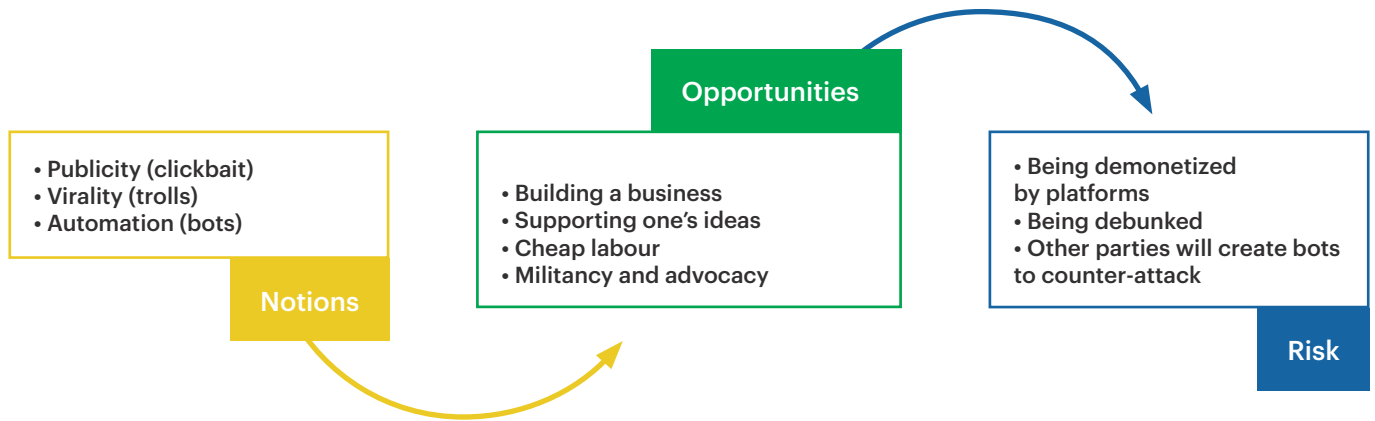 • Publicity (clickbait)
• Virality (trolls)
• Automation (bots)
Notions
Opportunities
• Building a business
• Supporting one’s ideas
• Cheap labour
• Militancy and advocacy
• Being demonetized
by platforms
• Being debunked
• Other parties will create bots
to counter-attack
Risk